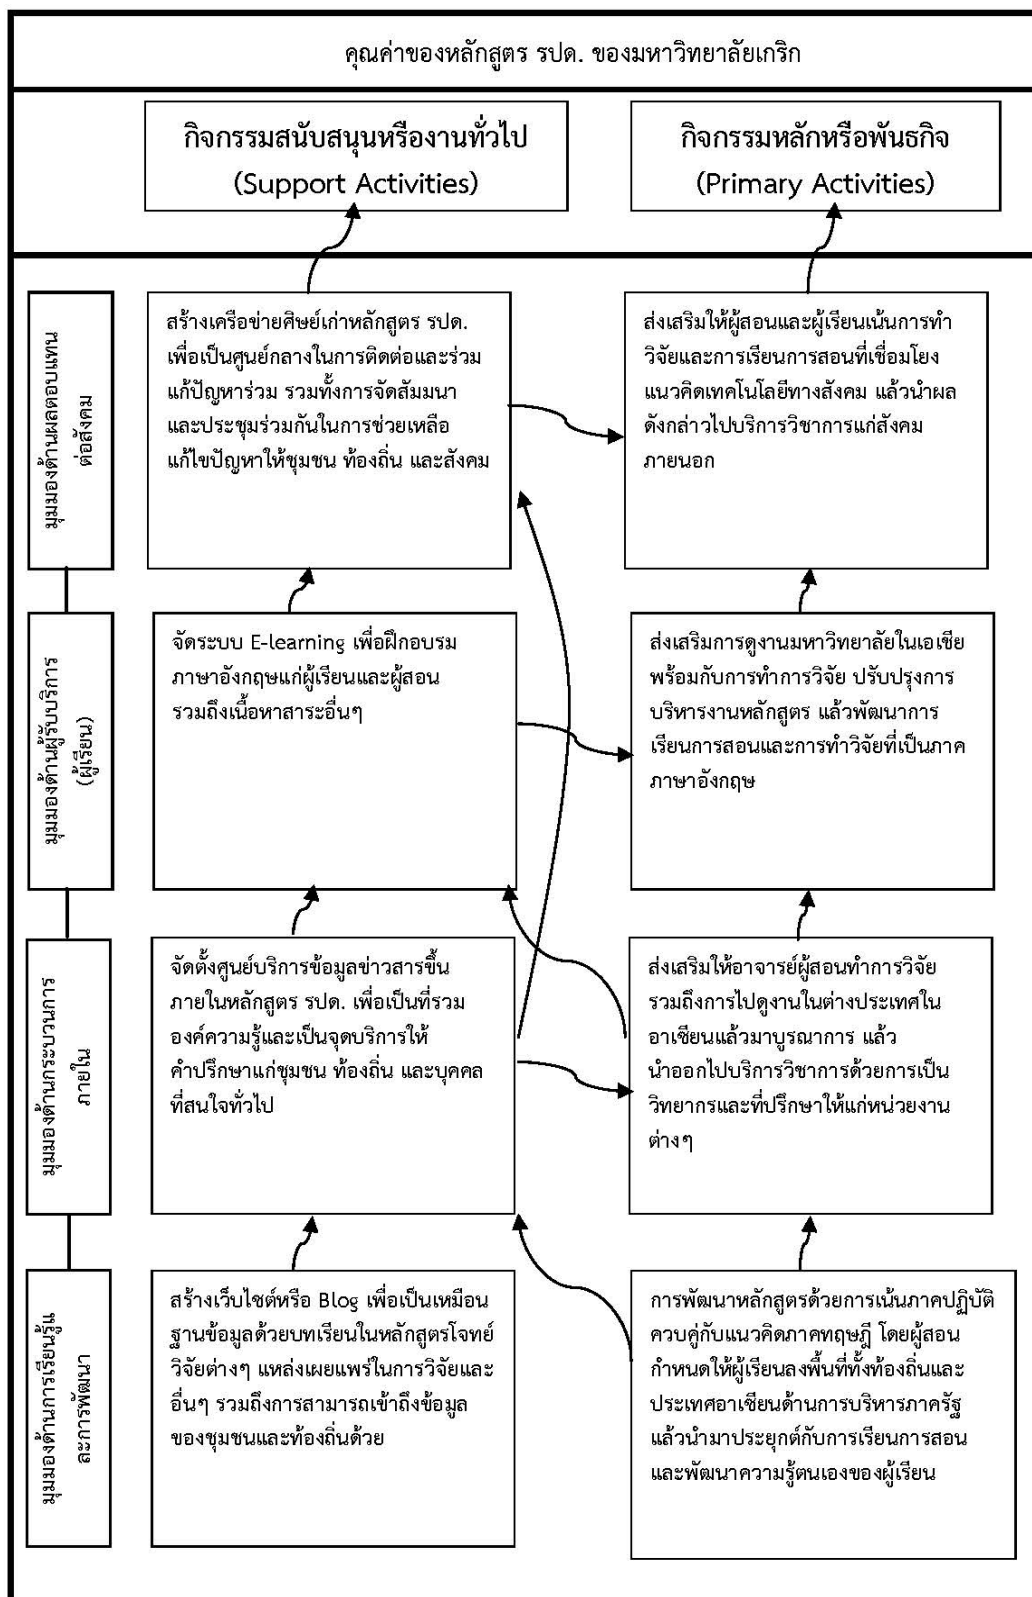 คุณค่าของหลักสูตร รปด. ของมหาวิทยาลัยเกริก
กิจกรรมสนับสนุนหรืองานทั่วไป
(Support Activities)
กิจกรรมหลักหรือพันธกิจ
(Primary Activities)
มุมมองด้านผลตอบแทน
ต่อสังคม
สร้างเครือข่ายศิษย์เก่าหลักสูตร รปด.
เพื่อเป็นศูนย์กลางในการติดต่อและร่วม
แก้ปัญหาร่วม รวมทั้งการจัดสัมมนา
และประชุมร่วมกันในการช่วยเหลือ
แก้ไขปัญหาให้ชุมชน ท้องถิ่น และสังคม
ส่งเสริมให้ผู้สอนและผู้เรียนเน้นการทำ
วิจัยและการเรียนการสอนที่เชื่อมโยง
แนวคิดเทคโนโลยีทางสังคม แล้วนำผล
ดังกล่าวไปบริการวิชาการแก่สังคม
ภายนอก
มุมมองด้านผู้รับบริการ
(ผู้เรียน)
จัดระบบ E-learning เพื่อฝึกอบรม
ภาษาอังกฤษแก่ผู้เรียนและผู้สอน
รวมถึงเนื้อหาสาระอื่นๆ
ส่งเสริมการดูงานมหาวิทยาลัยในเอเชีย
พร้อมกับการทำการวิจัย ปรับปรุงการ
บริหารงานหลักสูตร แล้วพัฒนาการ
เรียนการสอนและการทำวิจัยที่เป็นภาค
ภาษาอังกฤษ
มุมมองด้านกระบวนการ
ภายใน
จัดตั้งศูนย์บริการข้อมูลข่าวสารขึ้น
ภายในหลักสูตร รปด. เพื่อเป็นที่รวม
องค์ความรู้และเป็นจุดบริการให้
คำปรึกษาแก่ชุมชน ท้องถิ่น และบุคคล
ที่สนใจทั่วไป
ส่งเสริมให้อาจารย์ผู้สอนทำการวิจัย
รวมถึงการไปดูงานในต่างประเทศใน
อาเซียนแล้วมาบูรณาการ แล้ว
นำออกไปบริการวิชาการด้วยการเป็น
วิทยากรและที่ปรึกษาให้แก่หน่วยงาน
ต่างๆ
มุมมองด้านการเรียนรู้แ
ละการพัฒนา
สร้างเว็บไซต์หรือ Blog เพื่อเป็นเหมือน
ฐานข้อมูลด้วยบทเรียนในหลักสูตรโจทย์
วิจัยต่างๆ แหล่งเผยแพร่ในการวิจัยและ
อื่นๆ รวมถึงการสามารถเข้าถึงข้อมูล
ของชุมชนและท้องถิ่นด้วย
การพัฒนาหลักสูตรด้วยการเน้นภาคปฏิบัติ
ควบคู่กับแนวคิดภาคทฤษฎี โดยผู้สอน
กำหนดให้ผู้เรียนลงพื้นที่ทั้งท้องถิ่นและ
ประเทศอาเซียนด้านการบริหารภาครัฐ
แล้วนำมาประยุกต์กับการเรียนการสอน
และพัฒนาความรู้ตนเองของผู้เรียน